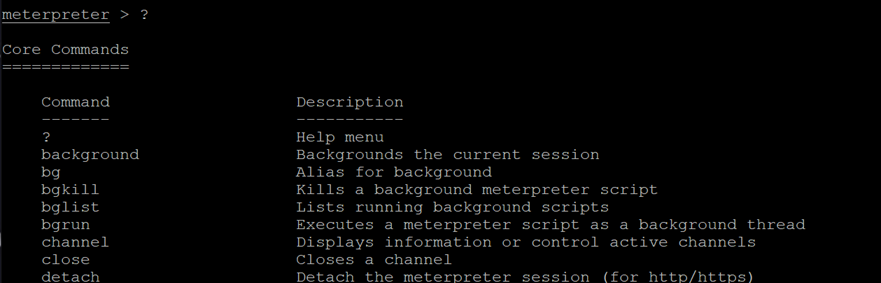 meterpreter > ?
Core Commands
=============
Command Description
------- -----------
? Help menu
background Backgrounds the current session
bg Alias for background
bgkill Kills a background meterpreter script
bglist Lists running background scripts
bgrun Executes a meterpreter script as a background thread
channel Displays information or control active channels
close Closes a channel
detach Detach the meterpreter session (for http/https)